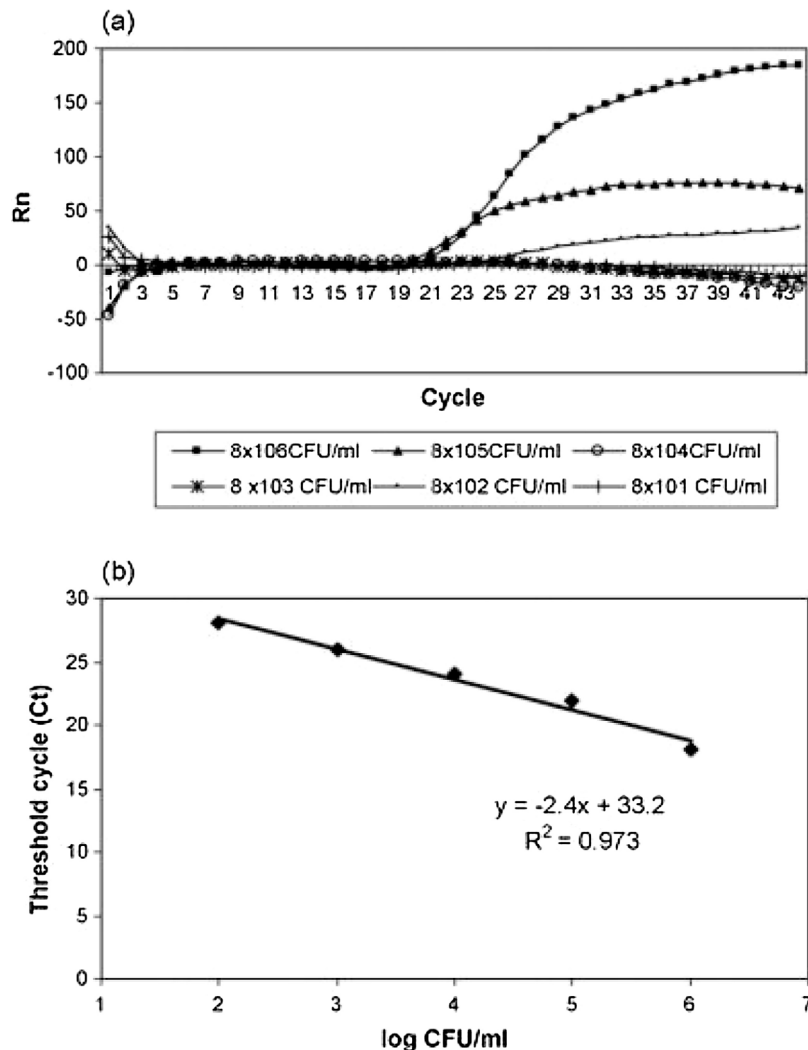 (a)
200
150
100
50
0
-50
-100
Rn
1 3 5 7 9 11 13 15 17 19 21 23 25 27 29 31 33 35 37 39 41 43
Cycle
8x106CFU/ml 8x105CFU/ml 8x104CFU/ml
8 x103 CFU/ml 8x102 CFU/ml 8x101 CFU/ml
(b)
30
25
20
15
10
5
0
Threshold cycle (Ct)
y = -2.4x + 33.2
R² = 0.973
1 2 3 4 5 6 7
log CFU/ml